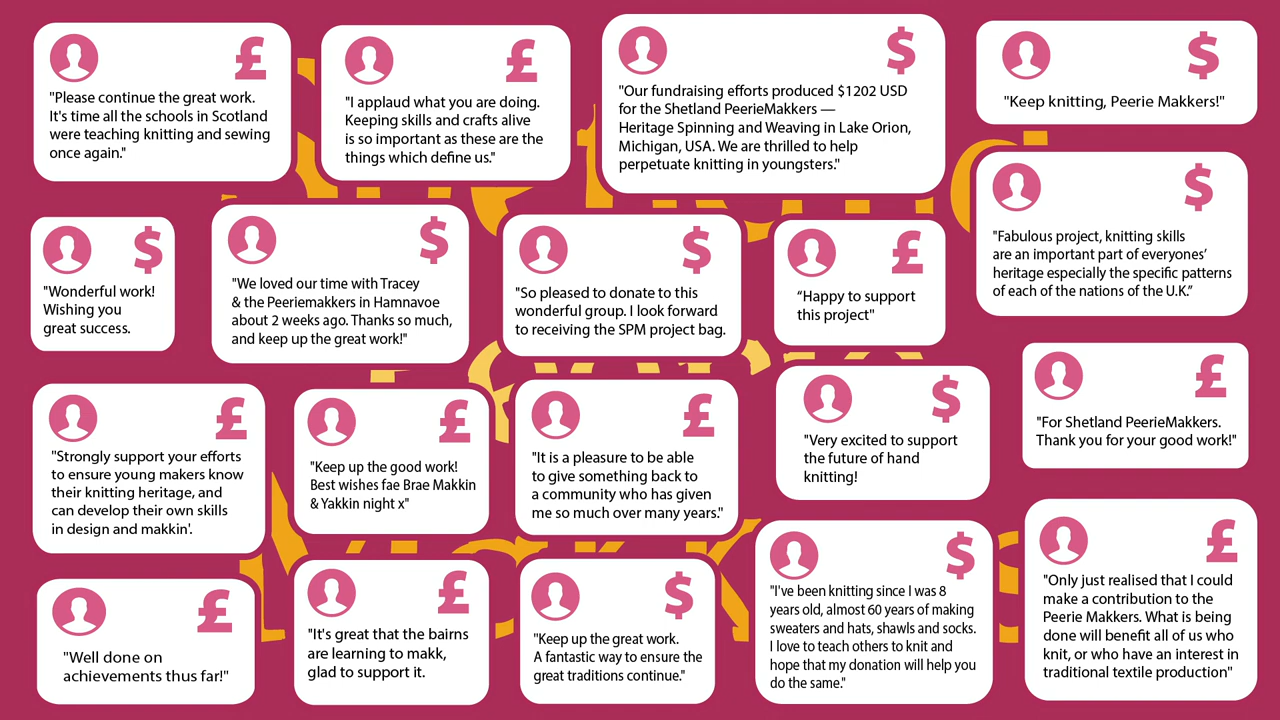 £
"Please continue the great work.
It's time all the schools in Scotland
were teaching knitting and sewing
once again."
£
"I applaud what you are doing.
Keeping skills and crafts alive
is so important as these are the
things which define us."
$
"Our fundraising efforts produced $1202 USD
for the Shetland PeerieMakkers —
Heritage Spinning and Weaving in Lake Orion,
Michigan, USA. We are thrilled to help
perpetuate knitting in youngsters."
$
"Keep knitting, Peerie Makkers!"
$
"Wonderful work!
Wishing you
great success.
$
"We loved our time with Tracey
& the Peeriemakkers in Hamnavoe
about 2 weeks ago. Thanks so much,
and keep up the great work!"
$
"So pleased to donate to this
wonderful group. I look forward
to receiving the SPM project bag.
£
“Happy to support
this project"
$
"Fabulous project, knitting skills
are an important part of everyones’
heritage especially the specific patterns
of each of the nations of the U.K.”
£
"Strongly support your efforts
to ensure young makers know
their knitting heritage, and
can develop their own skills
in design and makkin'.
£
"Keep up the good work!
Best wishes fae Brae Makkin
& Yakkin night x"
£
"It is a pleasure to be able
to give something back to
a community who has given
me so much over many years."
$
"Very excited to support
the future of hand
knitting!
£
"For Shetland PeerieMakkers.
Thank you for your good work!"
£
"Well done on
achievements thus far!"
£
"It's great that the bairns
are learning to makk,
glad to support it.
$
"Keep up the great work.
A fantastic way to ensure the
great traditions continue."
$
"I've been knitting since I was 8
years old, almost 60 years of making
sweaters and hats, shawls and socks.
I love to teach others to knit and
hope that my donation will help you
do the same."
£
"Only just realised that I could
make a contribution to the
Peerie Makkers. What is being
done will benefit all of us who
knit, or who have an interest in
traditional textile production"